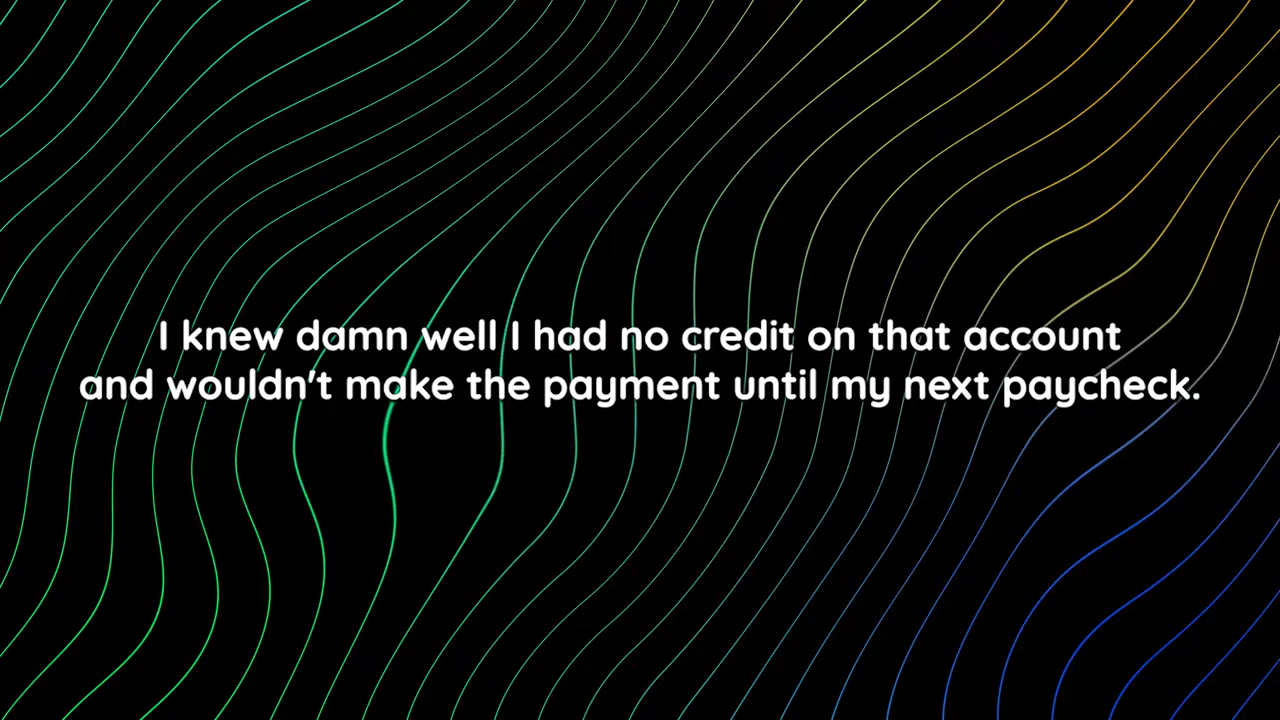 I knew damn well I had no credit on that account
and wouldn't make the payment until my next paycheck.